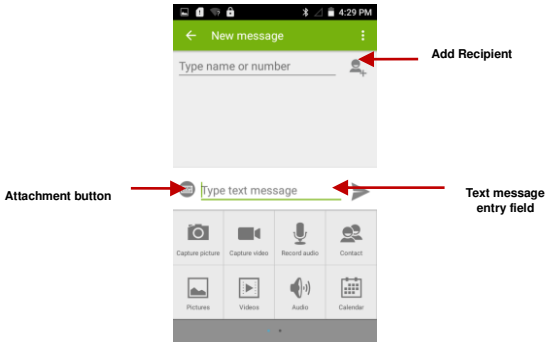 4:29 PM
New message
Type name or number
Add Recipient
Attachment button
Type text message
Text message
entry field
Capture picture Capture video Record audio Contact
Pictures Videos Audio Calendar